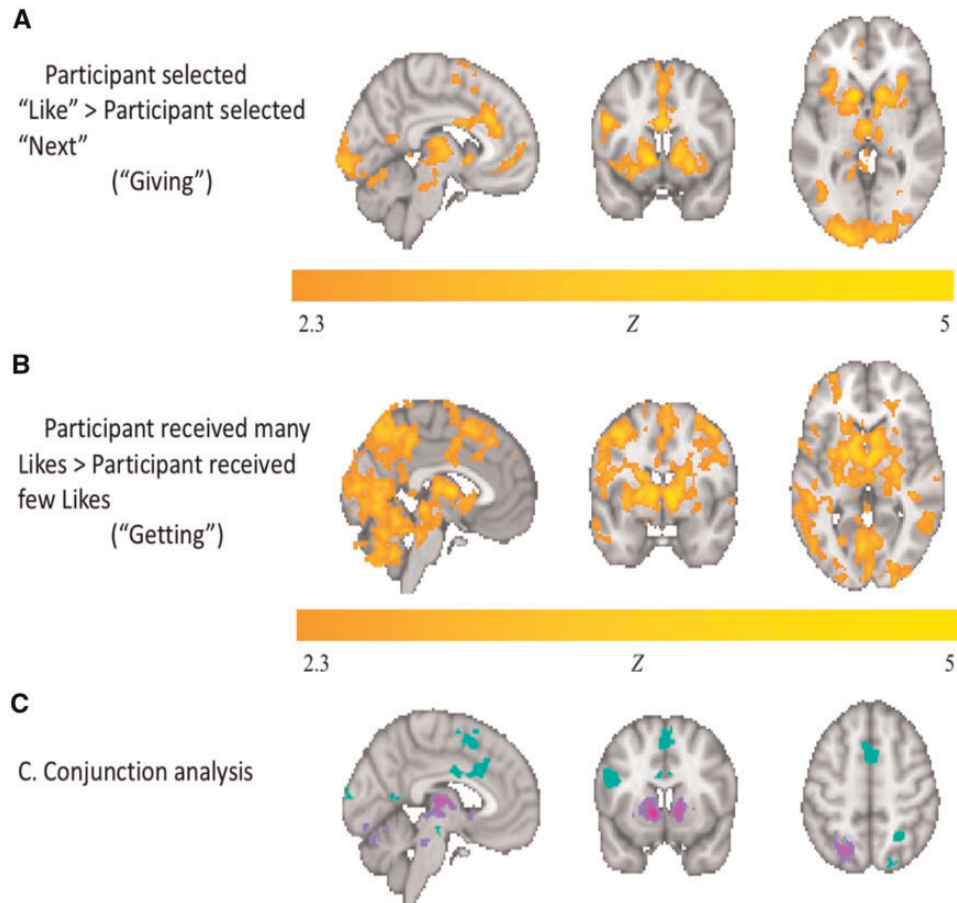 A
Participant selected
“Like” > Participant selected
“Next”
(“Giving”)
2.3 Z 5
B
Participant received many
Likes > Participant received
few Likes
(“Getting”)
2.3 Z 5
C
C. Conjunction analysis